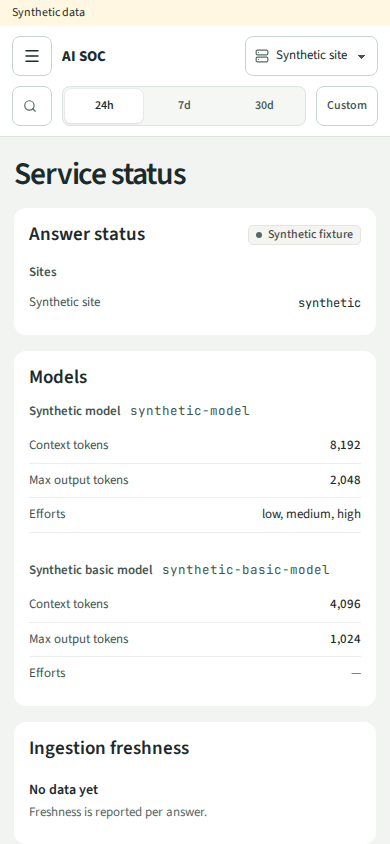 Synthetic data
AI SOC
Synthetic site
24h
7d
30d
Custom
Service status
Answer status
Synthetic fixture
Sites
Synthetic site synthetic
Models
Synthetic model synthetic-model
Context tokens 8,192
Max output tokens 2,048
Efforts low, medium, high
Synthetic basic model synthetic-basic-model
Context tokens 4,096
Max output tokens 1,024
Efforts —
Ingestion freshness
No data yet
Freshness is reported per answer.